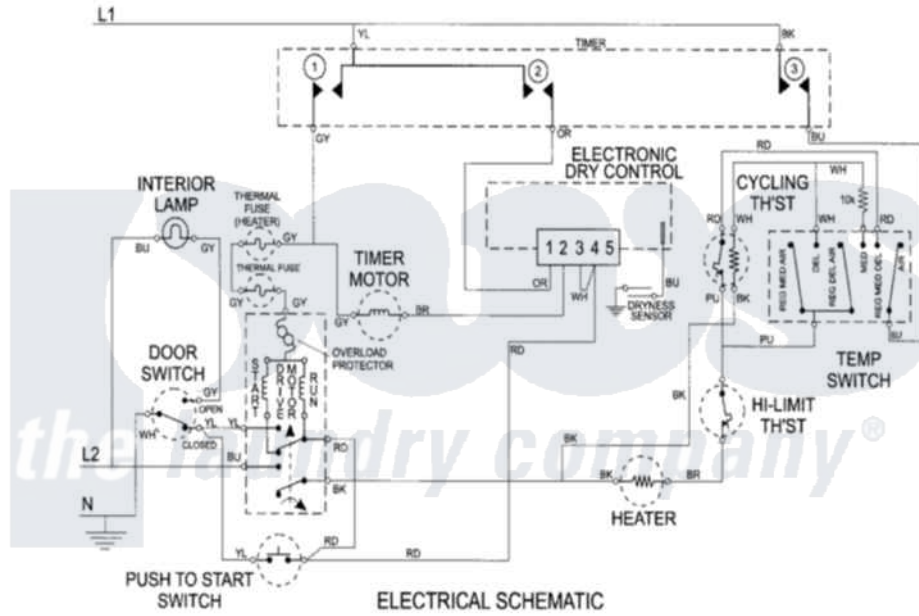 L1
YL
BK
TIMER
1
2
3
GY
OR
BU
ELECTRONIC
DRY CONTROL
RD
CYCLING
TH'ST
WH
10k
INTERIOR
LAMP
THERMAL
FUSE
(HEATER)
GY
RD
WH
WH
RD
BU
GY
THERMAL FUSE
TIMER
MOTOR
1 2 3 4 5
OR
WH
BU
DRYNESS
SENSOR
REG MED AIR
DEL
REG DEL AIR
MED
REG MED DEL
AIR
GY
GY
GY
BR
PU
BK
RD
PU
BU
OVERLOAD
PROTECTOR
TEMP
SWITCH
DOOR
SWITCH
START
DRIVE
MOTOR
RUN
GY
OPEN
YL
YL
CLOSED
WH
BK
HI-LIMIT
TH'ST
RD
BK
the laundry company®
L2
BU
BK
BK
BR
N
HEATER
YL
RD
RD
PUSH TO START
SWITCH
ELECTRICAL SCHEMATIC